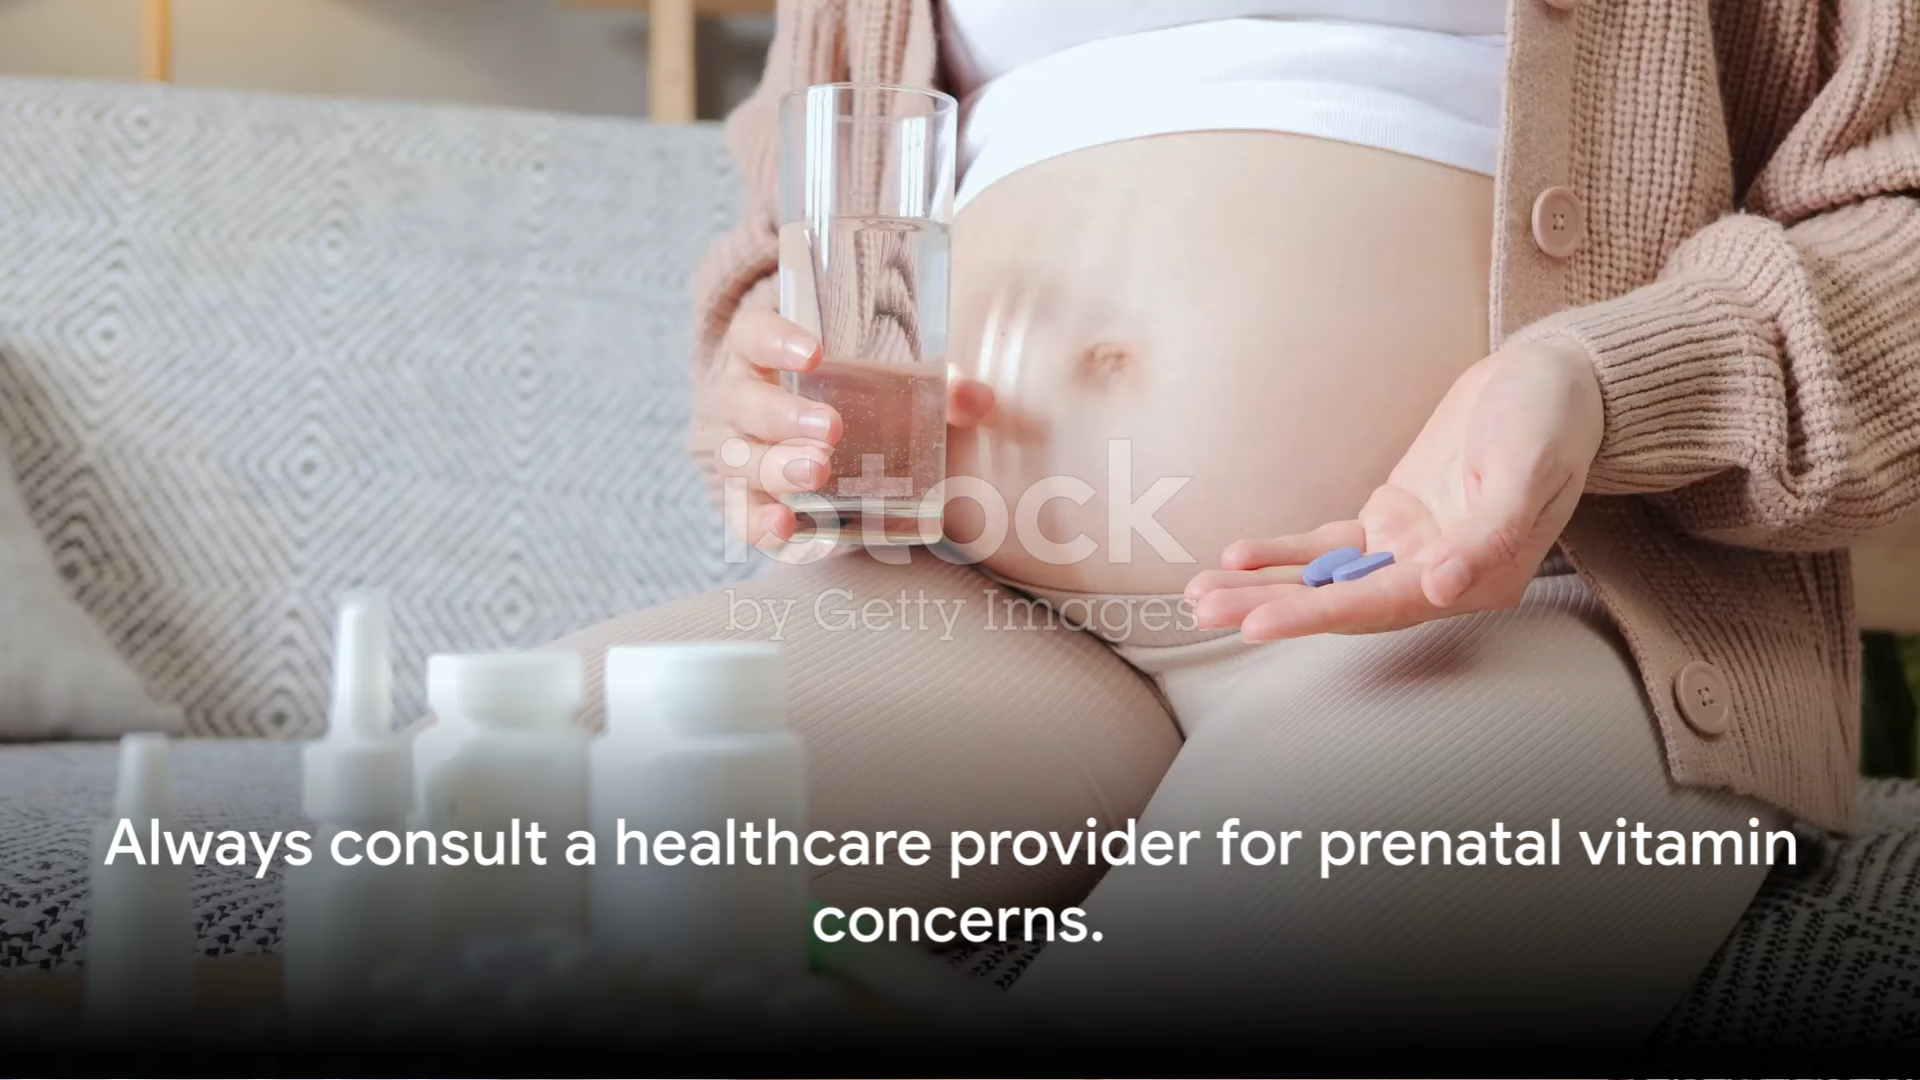 iStock
by Getty Images
Always consult a healthcare provider for prenatal vitamin
concerns.